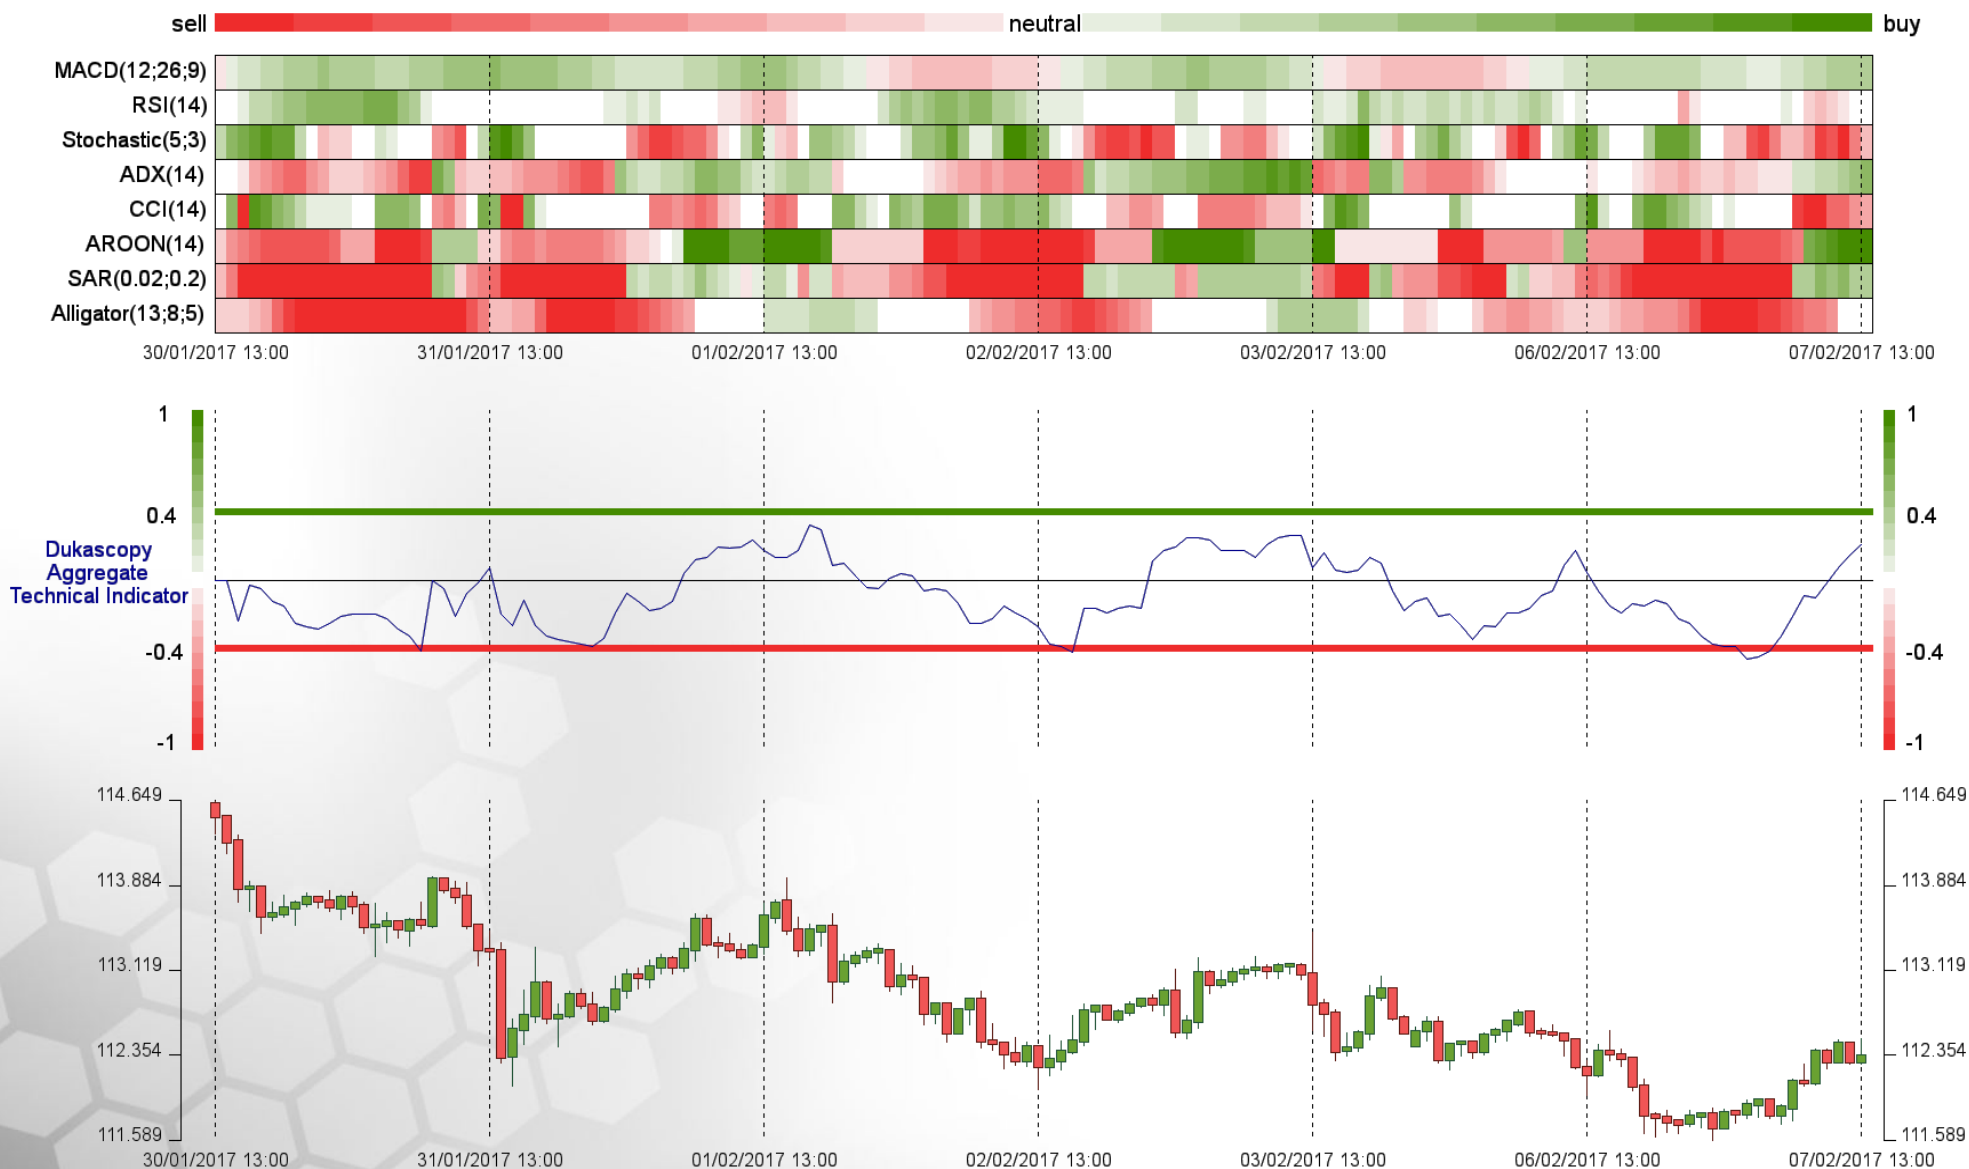 sell neutral buy
MACD(12;26;9)
RSI(14)
Stochastic(5;3)
ADX(14)
CCI(14)
AROON(14)
SAR(0.02;0.2)
Alligator(13;8;5)
30/01/2017 13:00 31/01/2017 13:00 01/02/2017 13:00 02/02/2017 13:00 03/02/2017 13:00 06/02/2017 13:00 07/02/2017 13:00
1 1
0.4 0.4
Dukascopy
Aggregate
Technical Indicator
-0.4 -0.4
-1 -1
114.649 114.649
113.884 113.884
113.119 113.119
112.354 112.354
111.589 111.589
30/01/2017 13:00 31/01/2017 13:00 01/02/2017 13:00 02/02/2017 13:00 03/02/2017 13:00 06/02/2017 13:00 07/02/2017 13:00